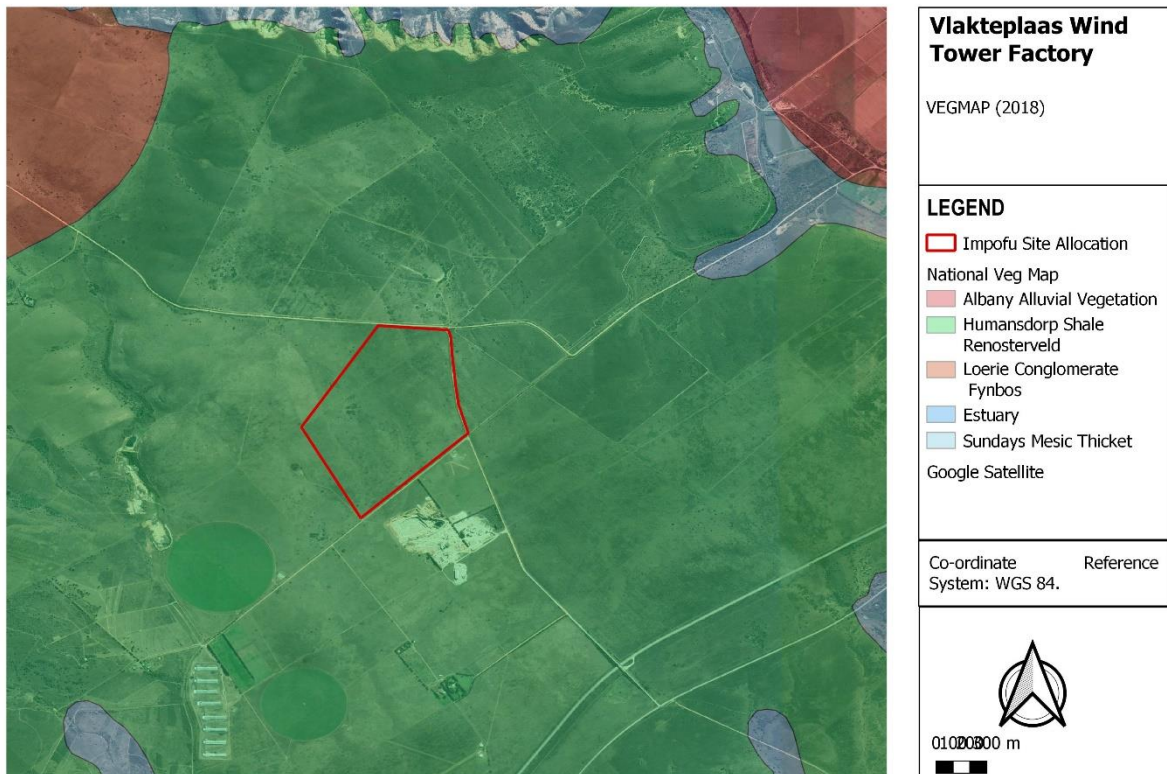 Vlakteplaas Wind
Tower Factory
VEGMAP (2018)
LEGEND
Impofu Site Allocation
National Veg Map
Albany Alluvial Vegetation
Humansdorp Shale
Renosterveld
Loerie Conglomerate
Fynbos
Estuary
Sundays Mesic Thicket
Google Satellite
Co-ordinate Reference
System: WGS 84.
m